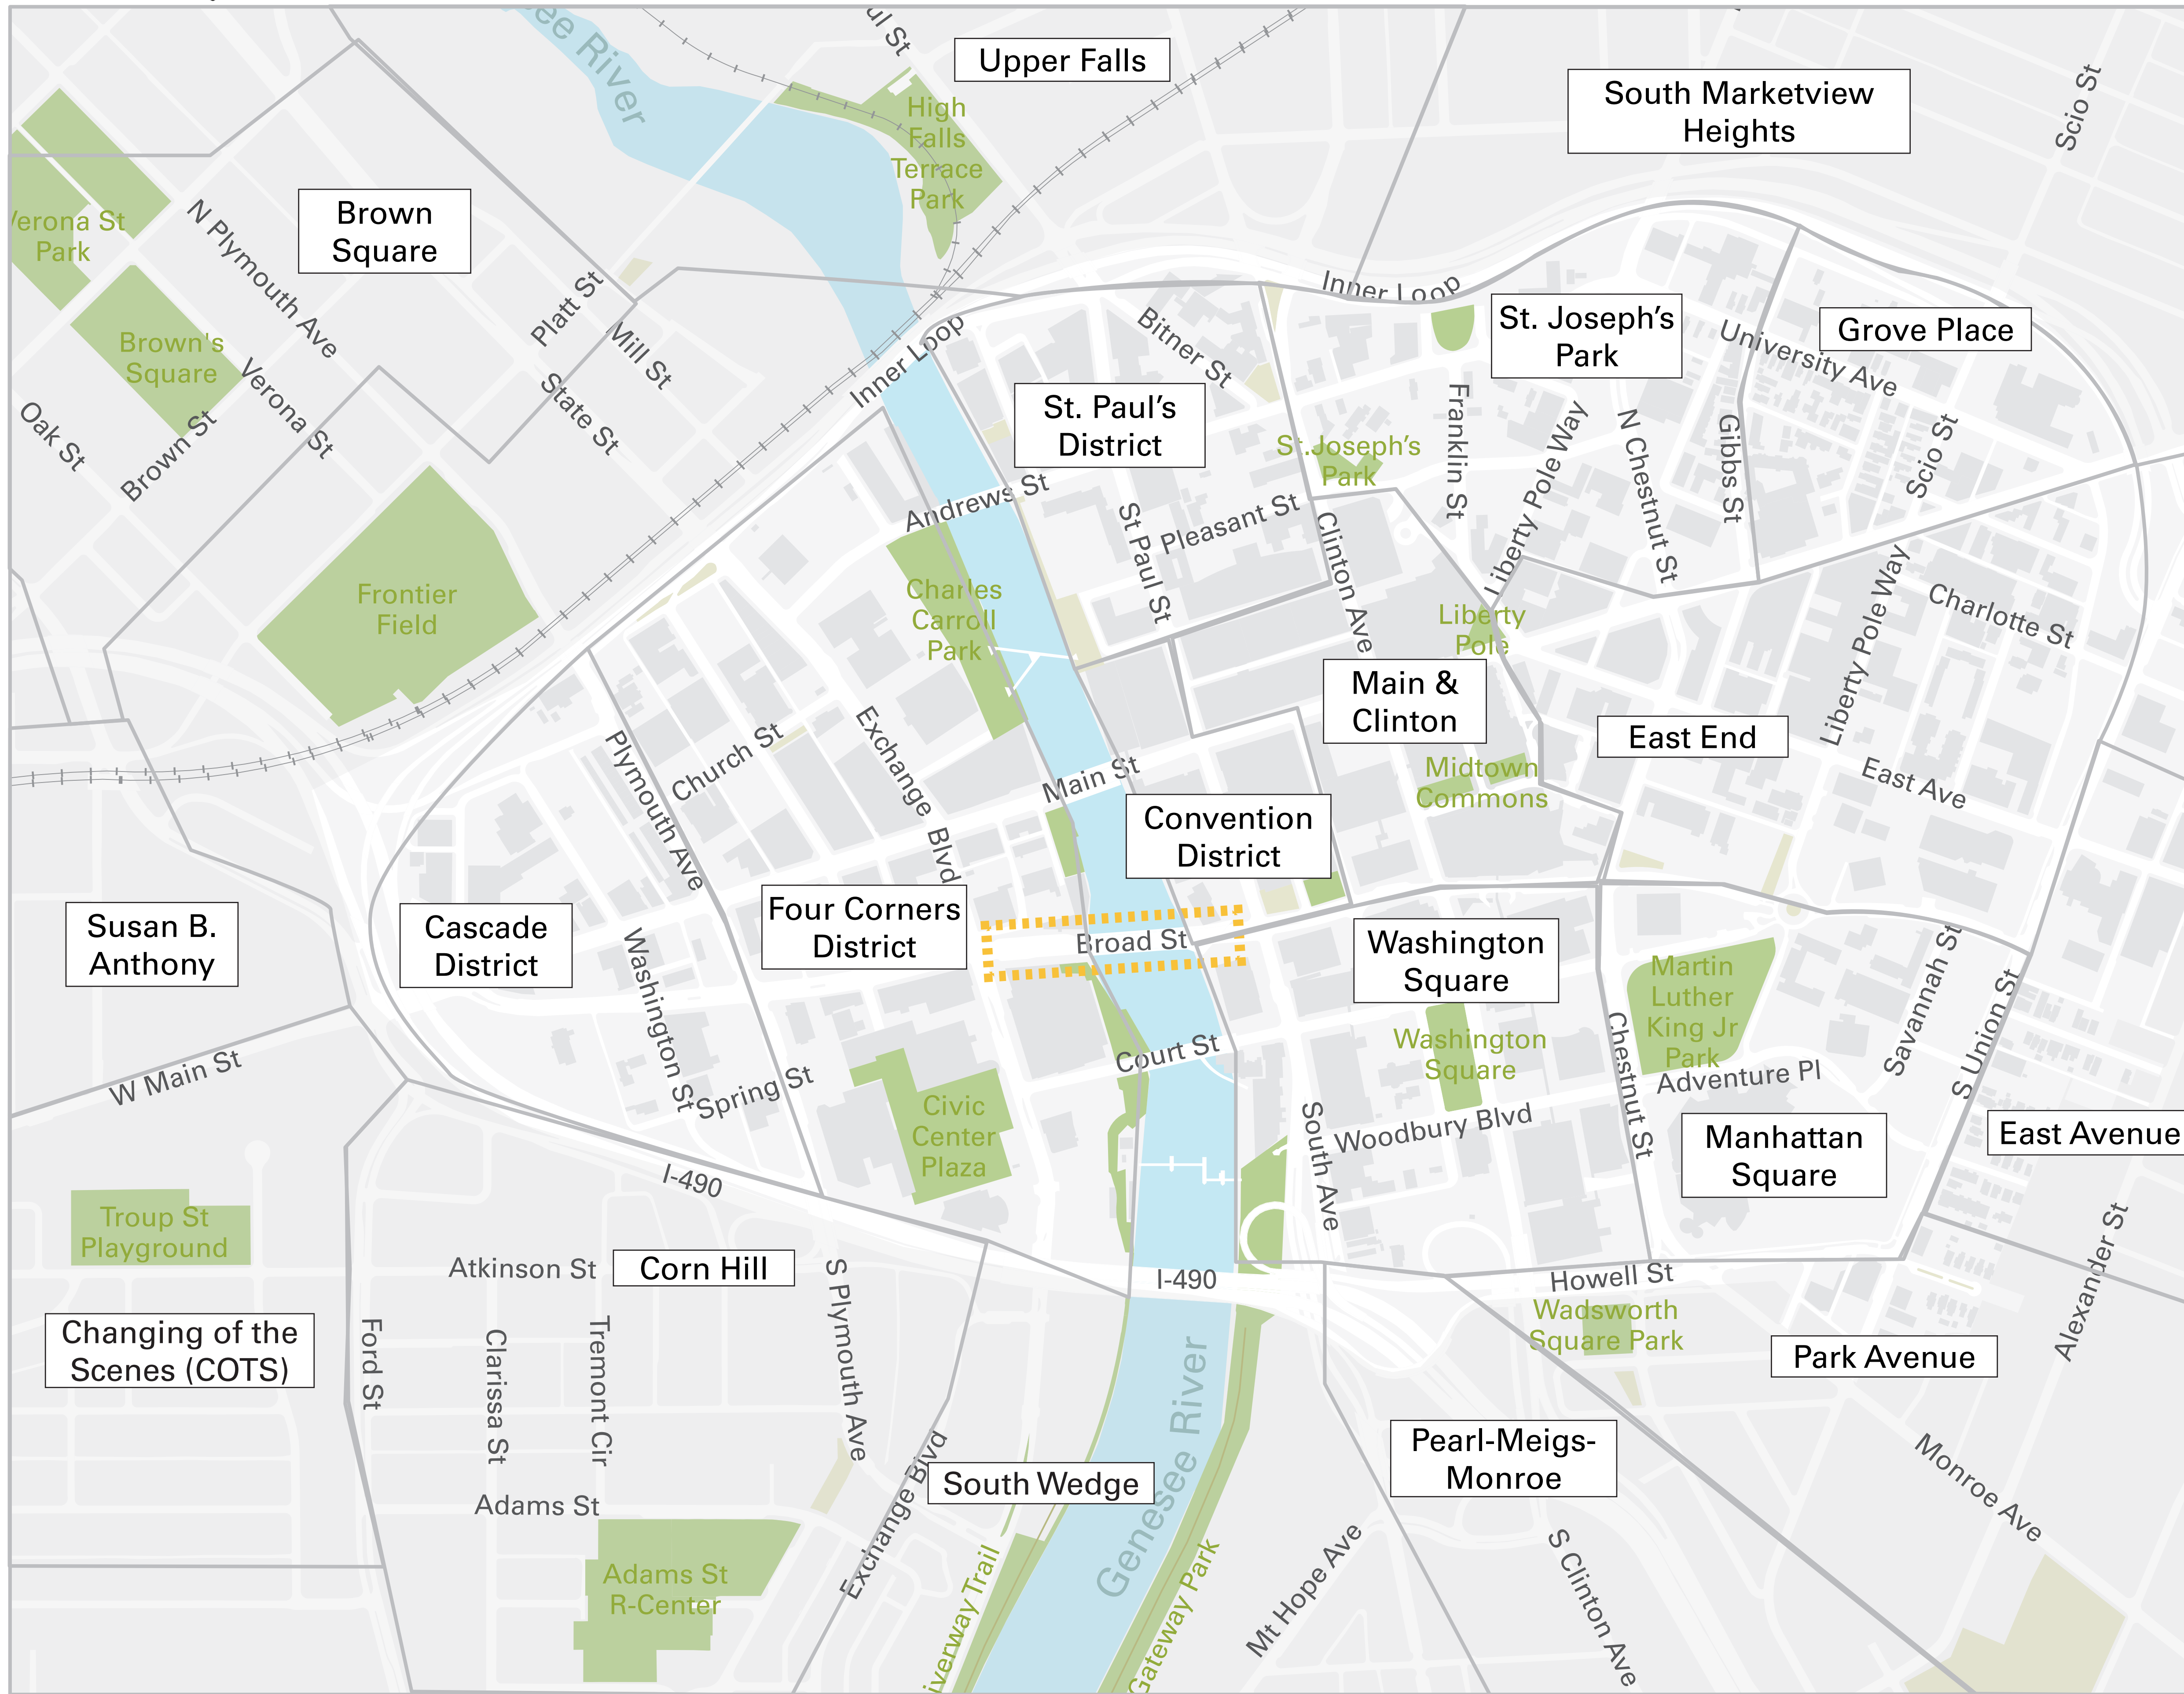 Genesee River
Upper Falls
South Marketview
Heights
Scio St
High
Falls
Terrace
Park
Brown
Square
N Plymouth Ave
Verona St
Park
Platt St
Mill St
Inner Loop
Inner Loop
Bitner St
St. Joseph's
Park
Grove Place
University Ave
Brown's
Square
Verona St
State St
Oak St
Brown St
St. Paul's
District
St.Joseph's
Park
Franklin St
Liberty Pole Way
N Chestnut St
Gibbs St
Scio St
Andrews St
St Paul St
Pleasant St
Clinton Ave
Frontier
Field
Charles
Carroll
Park
Liberty
Pole
Liberty Pole Way
Charlotte St
Main &
Clinton
East End
Plymouth Ave
Church St
Exchange Blvd
Main St
Midtown
Commons
East Ave
Convention
District
Susan B.
Anthony
Cascade
District
Four Corners
District
Broad St
Washington
Square
Washington St
Martin
Luther
King Jr
Park
Savannah St
S Union St
Chestnut St
Washington
Square
Court St
W Main St
Spring St
Civic
Center
Plaza
South Ave
Woodbury Blvd
Adventure Pl
Manhattan
Square
East Avenue
I-490
Troup St
Playground
Atkinson St
Corn Hill
S Plymouth Ave
I-490
Howell St
Wadsworth
Square Park
Alexander St
Changing of the
Scenes (COTS)
Ford St
Clarissa St
Tremont Cir
Park Avenue
Genesee River
Pearl-Meigs-
Monroe
Monroe Ave
South Wedge
Adams St
Exchange Blvd
Adams St
R-Center
Gateway Park
Mt Hope Ave
S Clinton Ave